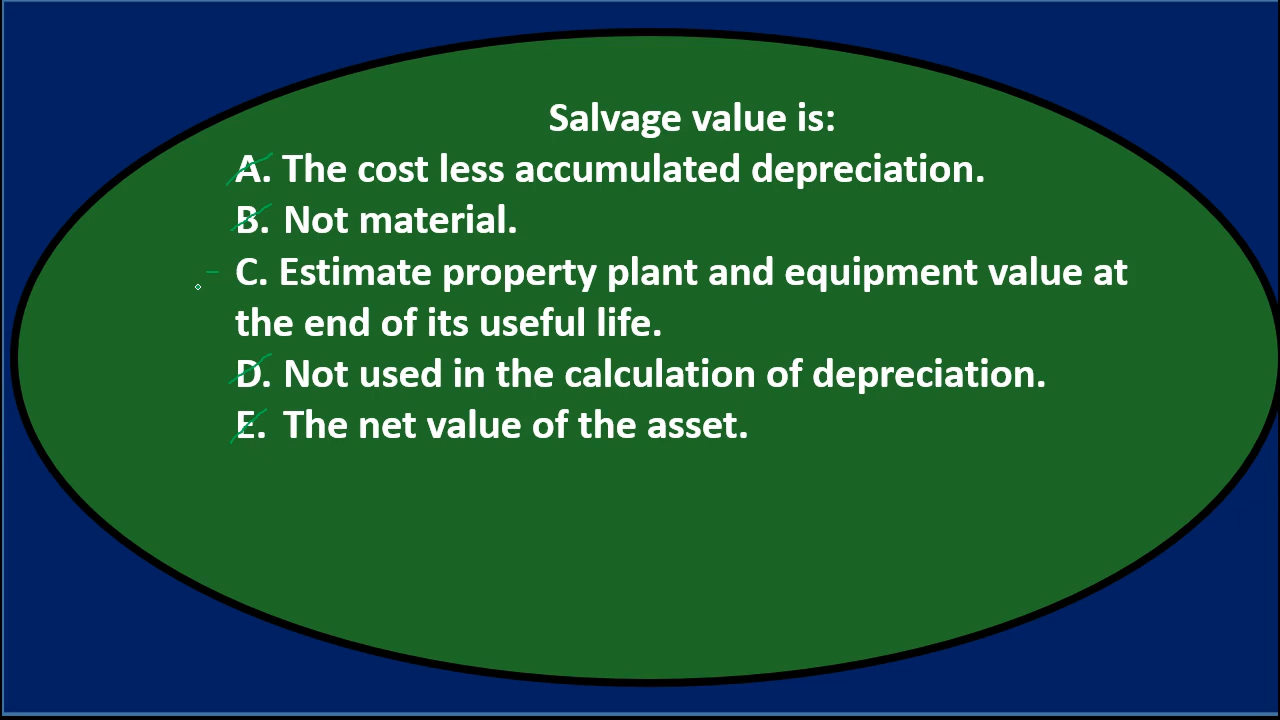 Salvage value is:
A. The cost less accumulated depreciation.
B. Not material.
C. Estimate property plant and equipment value at
the end of its useful life.
D. Not used in the calculation of depreciation.
E. The net value of the asset.